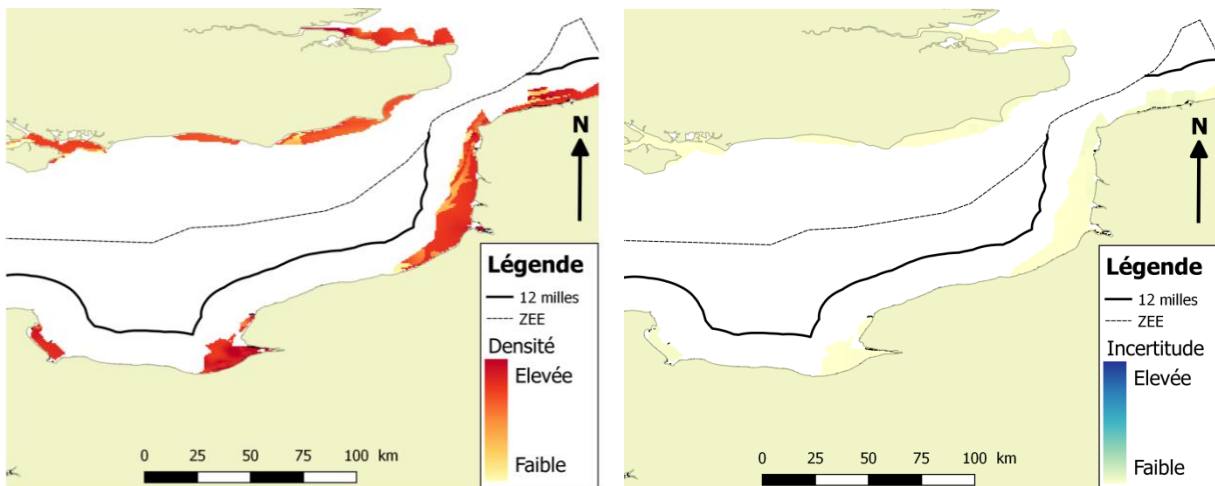 N
Légende
12 milles
ZEE
Densité
Elevée
Faible
0 25 50 75 100 km
N
Légende
12 milles
ZEE
Incertitude
Elevée
Faible
0 25 50 75 100 km